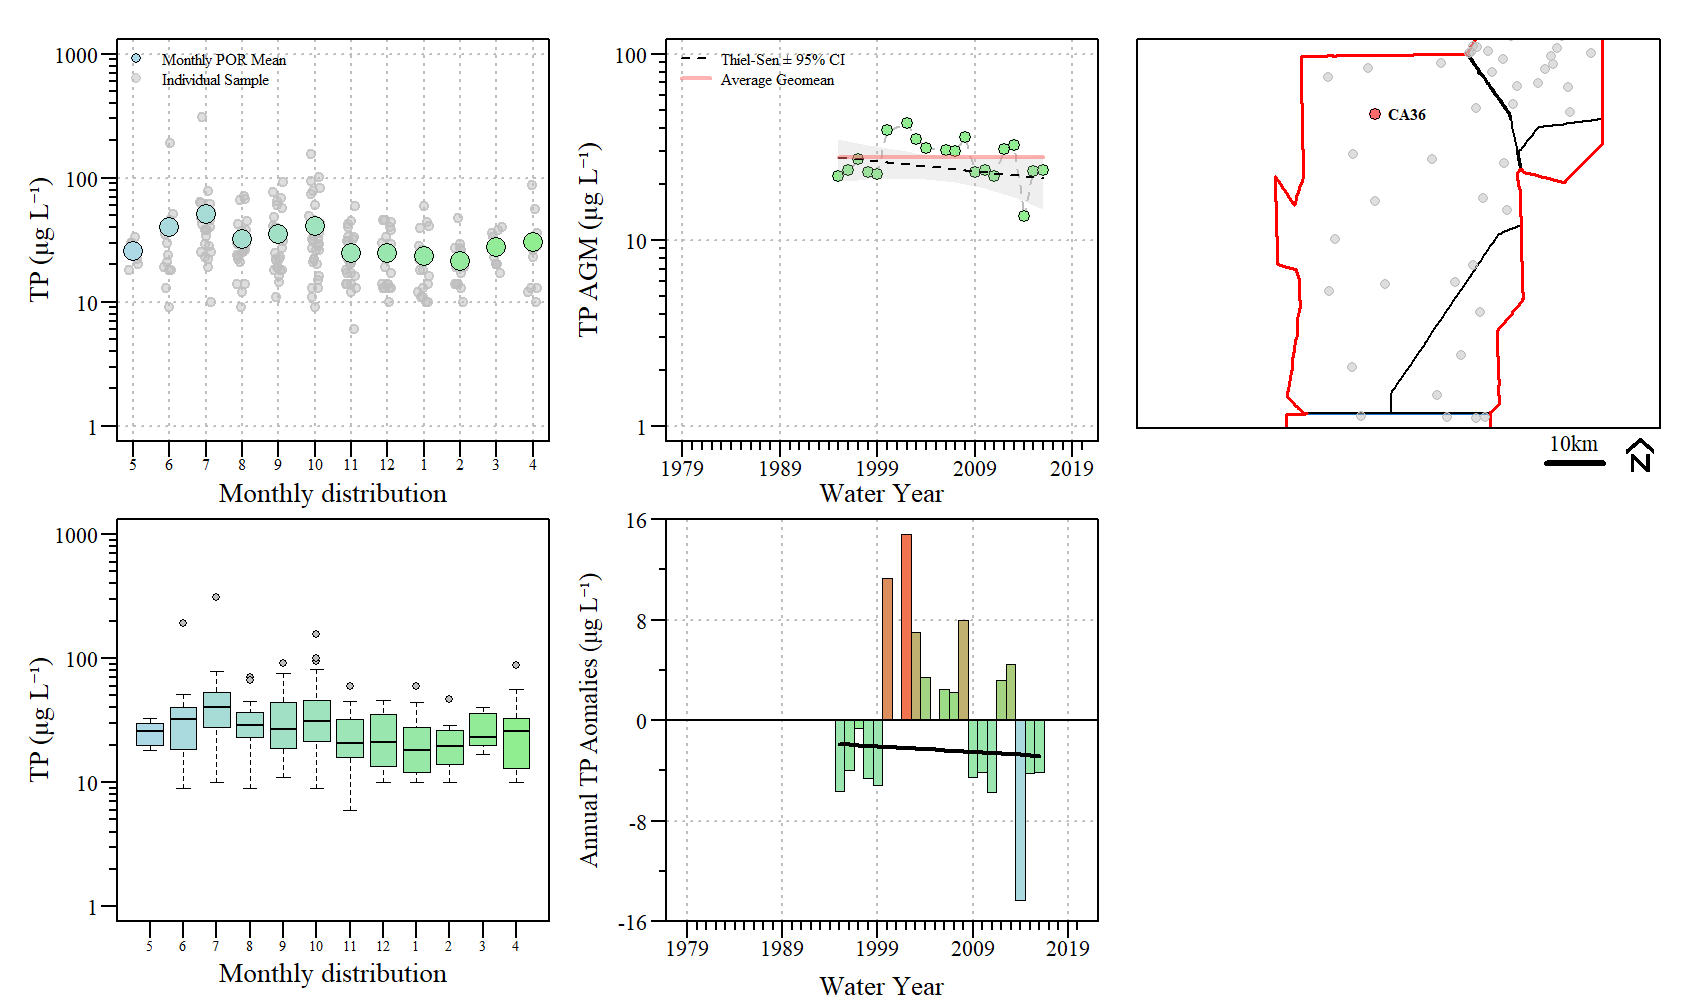 1000
100
10
1
TP (µg L⁻¹)
Monthly POR Mean
Individual Sample
5 6 7 8 9 10 11 12 1 2 3 4
Monthly distribution
100
10
1
TP AGM (µg L⁻¹)
Thiel-Sen ± 95% CI
Average Geomean
1979 1989 1999 2009 2019
Water Year
CA36
10km
N
1000
100
10
1
TP (µg L⁻¹)
5 6 7 8 9 10 11 12 1 2 3 4
Monthly distribution
16
8
0
-8
-16
Annual TP Aomalies (µg L⁻¹)
1979 1989 1999 2009 2019
Water Year